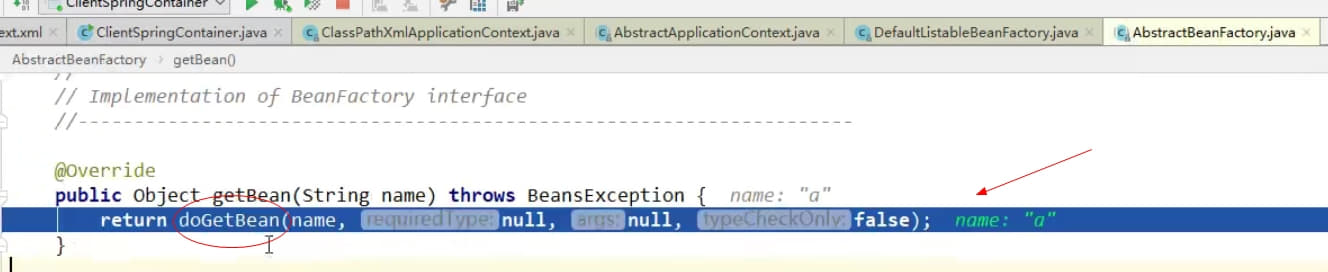 ClientSpringContainer
ext.xml ClientSpringContainer.java ClassPathXmlApplicationContext.java AbstractApplicationContext.java DefaultListableBeanFactory.java AbstractBeanFactory.java
AbstractBeanFactory getBean()
//
// Implementation of BeanFactory interface
//---------------------------------------------------------------------
@Override
public Object getBean(String name) throws BeansException { name: "a"
return doGetBean(name, requiredType: null, args: null, typeCheckOnly: false); name: "a"
}